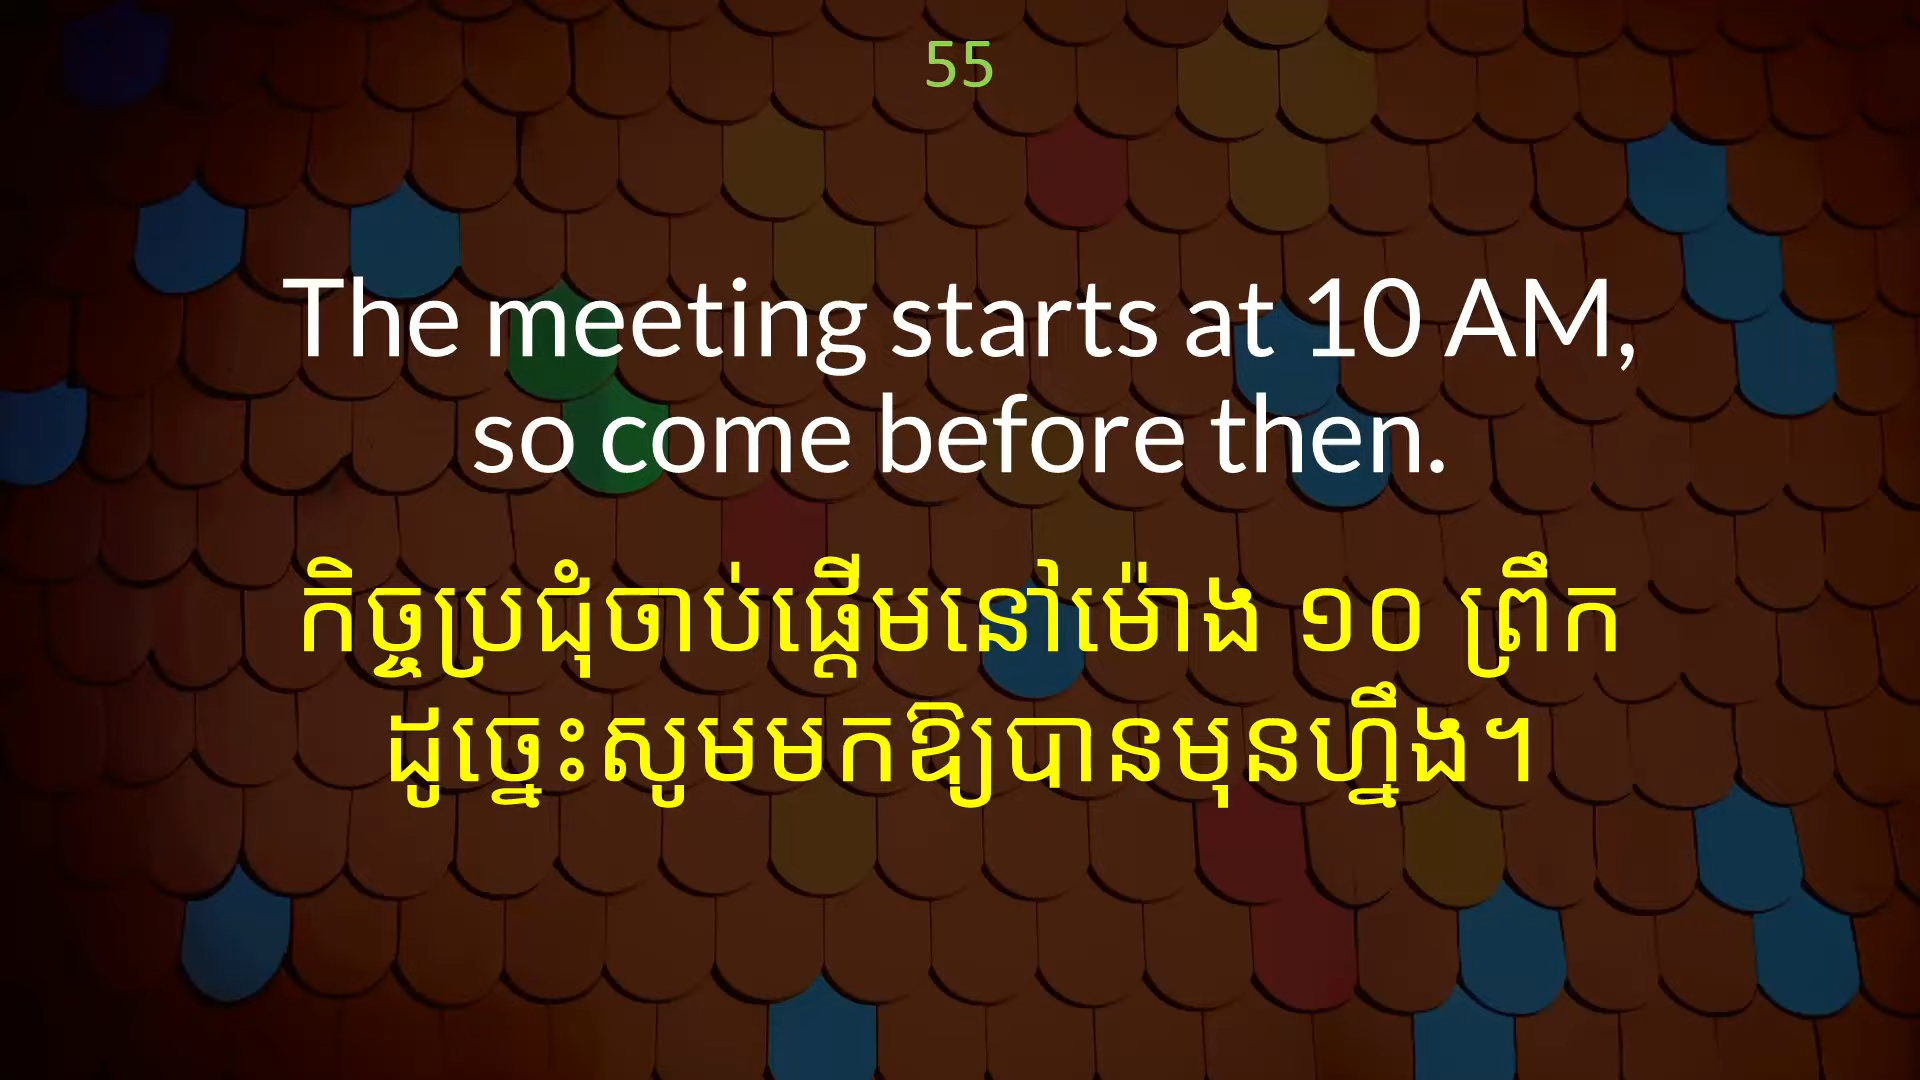 55
The meeting starts at 10 AM,
so come before then.
កិច្ចប្រជុំចាប់ផ្ដើមនៅម៉ោង ១០ ព្រឹក
ដូច្នេះសូមមកឱ្យបានមុនហ្នឹង។